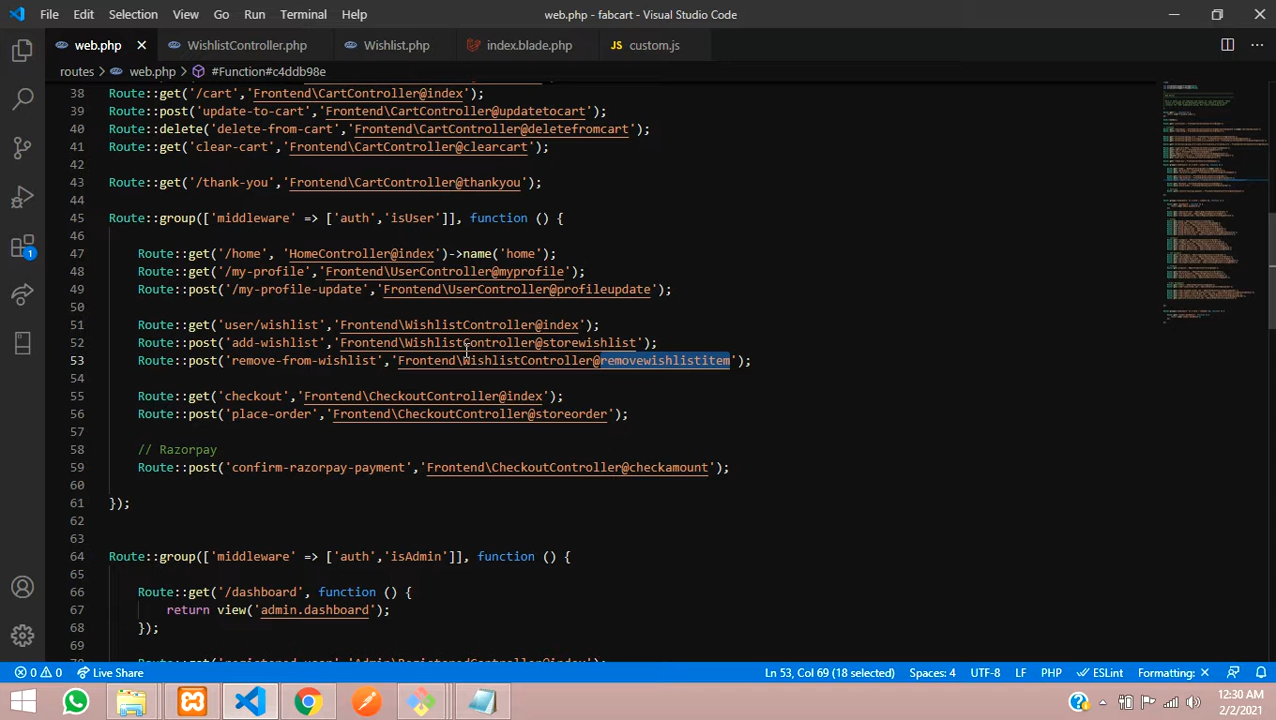 File Edit Selection View Go Run Terminal Help web.php - fabcart - Visual Studio Code
web.php WishlistController.php Wishlist.php index.blade.php JS custom.js
routes > web.php > #Function#c4ddb98e
38 Route::get('/cart','Frontend\CartController@index');
39 Route::post('update-to-cart','Frontend\CartController@updatetocart');
40 Route::delete('delete-from-cart','Frontend\CartController@deletefromcart');
41 Route::get('clear-cart','Frontend\CartController@clearcart');
42
43 Route::get('/thank-you','Frontend\CartController@thankyou');
44
45 Route::group(['middleware' => ['auth','isUser']], function () {
46
47 Route::get('/home', 'HomeController@index')->name('home');
48 Route::get('/my-profile','Frontend\UserController@myprofile');
49 Route::post('/my-profile-update','Frontend\UserController@profileupdate');
50
51 Route::get('user/wishlist','Frontend\WishlistController@index');
52 Route::post('add-wishlist','Frontend\WishlistController@storewishlist');
53 Route::post('remove-from-wishlist','Frontend\WishlistController@removewishlistitem');
54
55 Route::get('checkout','Frontend\CheckoutController@index');
56 Route::post('place-order','Frontend\CheckoutController@storeorder');
57
58 // Razorpay
59 Route::post('confirm-razorpay-payment','Frontend\CheckoutController@checkamount');
60
61 });
62
63
64 Route::group(['middleware' => ['auth','isAdmin']], function () {
65
66 Route::get('/dashboard', function () {
67 return view('admin.dashboard');
68 });
69
1
0 0 Live Share Ln 53, Col 69 (18 selected) Spaces: 4 UTF-8 LF PHP ESLint Formatting:
12:30 AM
2/2/2021